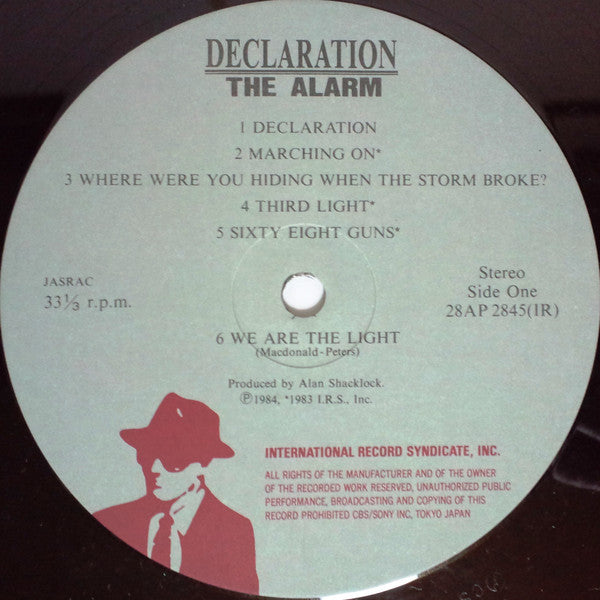 DECLARATION
THE ALARM
1 DECLARATION
2 MARCHING ON*
3 WHERE WERE YOU HIDING WHEN THE STORM BROKE?
4 THIRD LIGHT*
5 SIXTY EIGHT GUNS*
JASRAC
33⅓ r.p.m.
Stereo
Side One
28AP 2845(IR)
6 WE ARE THE LIGHT
(Macdonald-Peters)
Produced by Alan Shacklock.
℗1984, *1983 I.R.S., Inc.
INTERNATIONAL RECORD SYNDICATE, INC.
ALL RIGHTS OF THE MANUFACTURER AND OF THE OWNER
OF THE RECORDED WORK RESERVED, UNAUTHORIZED PUBLIC
PERFORMANCE, BROADCASTING AND COPYING OF THIS
RECORD PROHIBITED CBS/SONY INC, TOKYO JAPAN